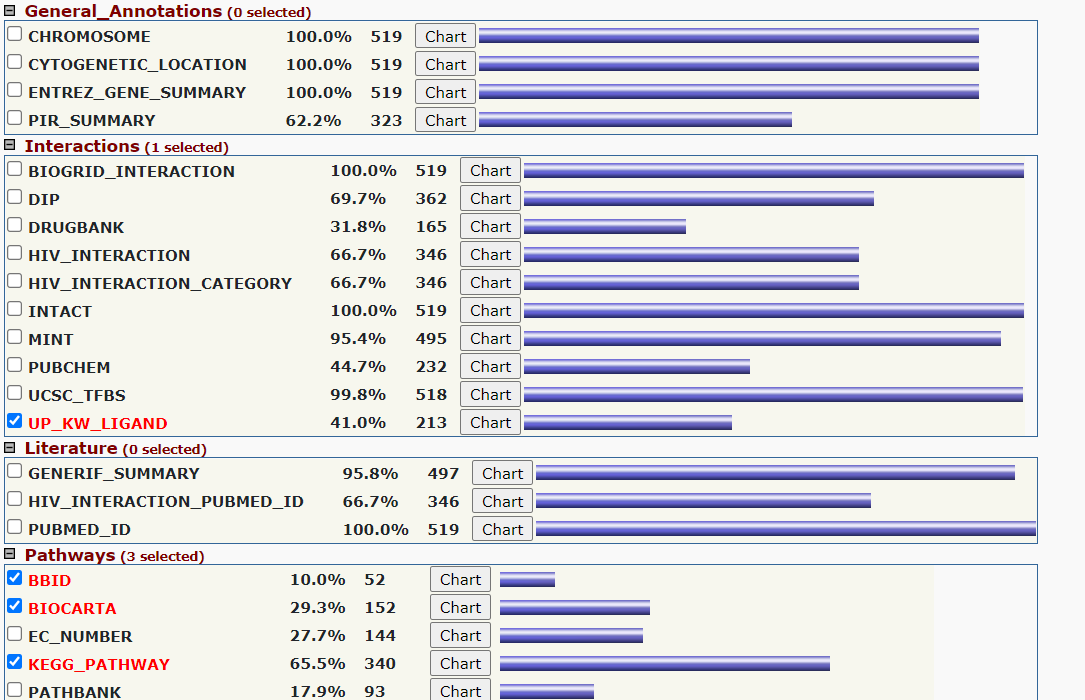 General_Annotations (0 selected)
CHROMOSOME 100.0% 519 Chart
CYTOGENETIC_LOCATION 100.0% 519 Chart
ENTREZ_GENE_SUMMARY 100.0% 519 Chart
PIR_SUMMARY 62.2% 323 Chart
Interactions (1 selected)
BIOGRID_INTERACTION 100.0% 519 Chart
DIP 69.7% 362 Chart
DRUGBANK 31.8% 165 Chart
HIV_INTERACTION 66.7% 346 Chart
HIV_INTERACTION_CATEGORY 66.7% 346 Chart
INTACT 100.0% 519 Chart
MINT 95.4% 495 Chart
PUBCHEM 44.7% 232 Chart
UCSC_TFBS 99.8% 518 Chart
UP_KW_LIGAND 41.0% 213 Chart
Literature (0 selected)
GENERIF_SUMMARY 95.8% 497 Chart
HIV_INTERACTION_PUBMED_ID 66.7% 346 Chart
PUBMED_ID 100.0% 519 Chart
Pathways (3 selected)
BBID 10.0% 52 Chart
BIOCARTA 29.3% 152 Chart
EC_NUMBER 27.7% 144 Chart
KEGG_PATHWAY 65.5% 340 Chart
PATHBANK 17.9% 93 Chart